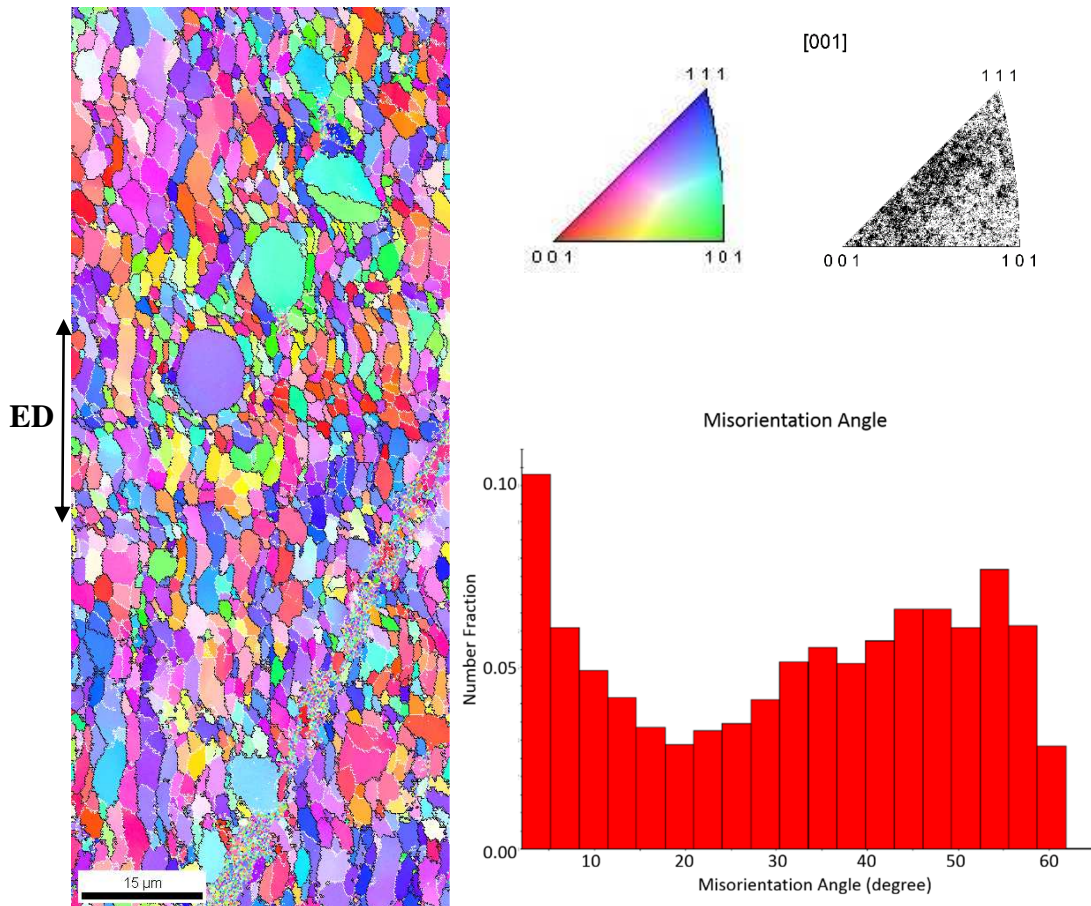 ED
15 µm
[001]
1 1 1
0 0 1
1 0 1
1 1 1
0 0 1
1 0 1
Misorientation Angle
Number Fraction
0.10
0.05
0.00
10 20 30 40 50 60
Misorientation Angle (degree)